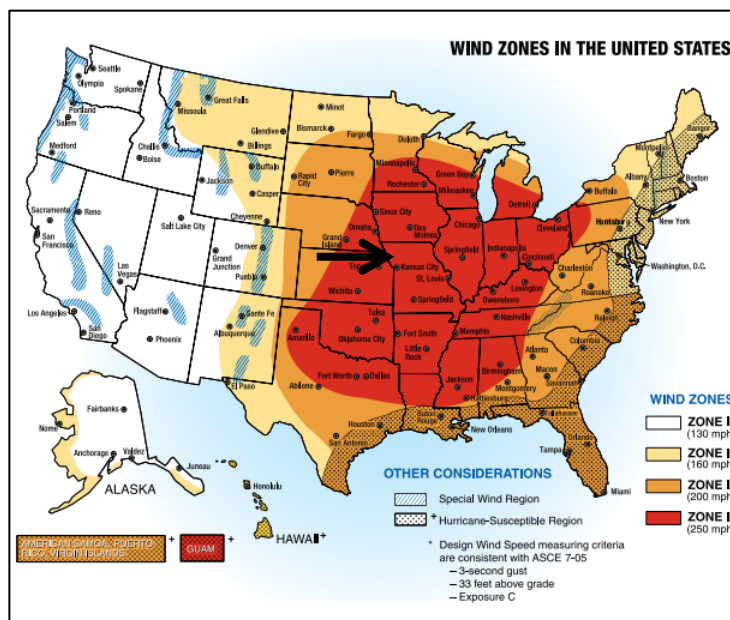 WIND ZONES IN THE UNITED STATES
Seattle
Olympia
Spokane
Portland
Salem
Medford
Challis
Boise
Missoula
Great Falls
Glendive
Billings
Minot
Bismarck
Fargo
Duluth
Buffalo
Jackson
Casper
Cheyenne
Rapid City
Pierre
Minneapolis
Rochester
Green Bay
Milwaukee
Detroit
Buffalo
Albany
Montpelier
Bangor
Boston
New York
Harrisburg
Washington, D.C.
Sacramento
San Francisco
Reno
Las Vegas
Los Angeles
San Diego
Salt Lake City
Grand Junction
Denver
Pueblo
Grand Island
Omaha
Sioux City
Des Moines
Chicago
Cleveland
Springfield
Indianapolis
Cincinnati
Kansas City
St. Louis
Wichita
Springfield
Owensboro
Lexington
Charleston
Roanoke
Raleigh
Flagstaff
Phoenix
Albuquerque
Sante Fe
El Paso
Amarillo
Tulsa
Oklahoma City
Fort Smith
Little Rock
Memphis
Nashville
Atlanta
Columbia
Macon
Savannah
Birmingham
Montgomery
Jackson
Hattiesburg
Tallahassee
Abilene
Fort Worth
Dallas
San Antonio
Houston
Baton Rouge
New Orleans
Orlando
Tampa
Miami
Fairbanks
Nome
Anchorage
Valdez
Juneau
ALASKA
Honolulu
HAWAII+
AMERICAN SAMOA, PUERTO
RICO, VIRGIN ISLANDS
+
GUAM
+
OTHER CONSIDERATIONS
Special Wind Region
+ Hurricane-Susceptible Region
* Design Wind Speed measuring criteria
are consistent with ASCE 7-05
– 3-second gust
– 33 feet above grade
– Exposure C
WIND ZONES
ZONE I
(130 mph
ZONE I
(160 mph
ZONE I
(200 mph
ZONE I
(250 mph